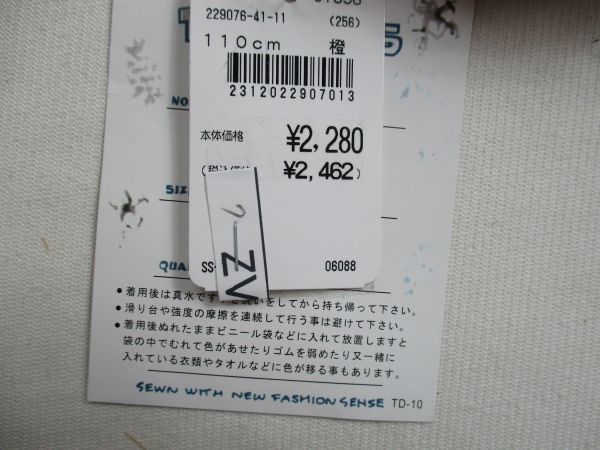 229076-41-11 (256)
110cm 橙
2312022907013
本体価格 ¥2,280
¥2,462)
NO
SIZ
QUA
SS- 06088
ZV
●着用後は真水です 洗いをしてから持ち帰って下さい。
●滑り台や強度の摩擦を連続して行う事は避けて下さい。
●着用後ぬれたままビニール袋などに入れて放置しますと
袋の中でむれて色があせたりゴムを弱めたり又一緒に
入れている衣類やタオルなどに色が移る事もあります。
SEWN WITH NEW FASHION SENSE TD-10